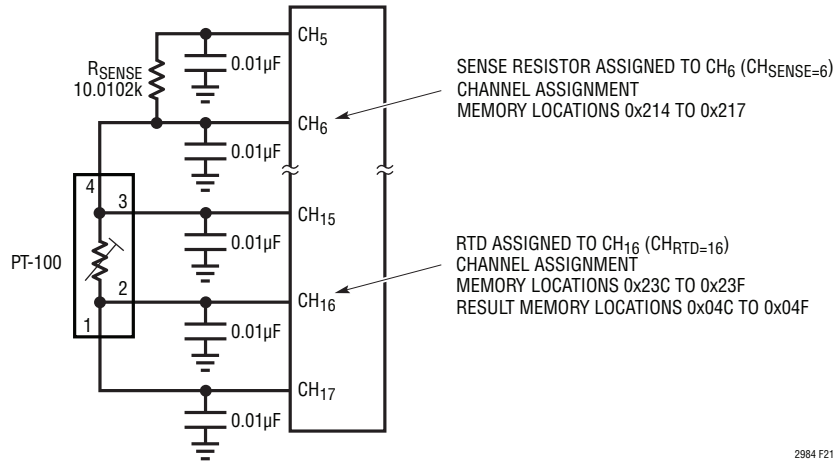 CH5
RSENSE
10.0102k
0.01µF
SENSE RESISTOR ASSIGNED TO CH6 (CHSENSE=6)
CHANNEL ASSIGNMENT
MEMORY LOCATIONS 0x214 TO 0x217
CH6
0.01µF
4
3
CH15
0.01µF
PT-100
RTD ASSIGNED TO CH16 (CHRTD=16)
CHANNEL ASSIGNMENT
MEMORY LOCATIONS 0x23C TO 0x23F
RESULT MEMORY LOCATIONS 0x04C TO 0x04F
2
CH16
1
0.01µF
CH17
0.01µF
2984 F21